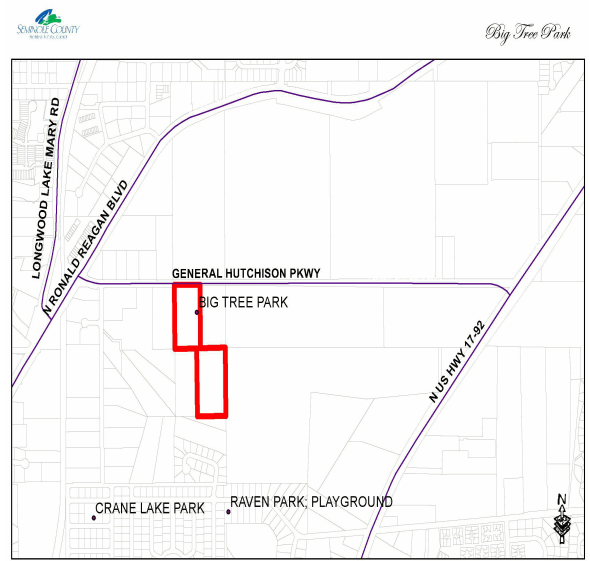 SEMINOLE COUNTY
Big Tree Park
LONGWOOD LAKE MARY RD
N RONALD REAGAN BLVD
GENERAL HUTCHISON PKWY
BIG TREE PARK
N US HWY 17-92
CRANE LAKE PARK
RAVEN PARK; PLAYGROUND
N